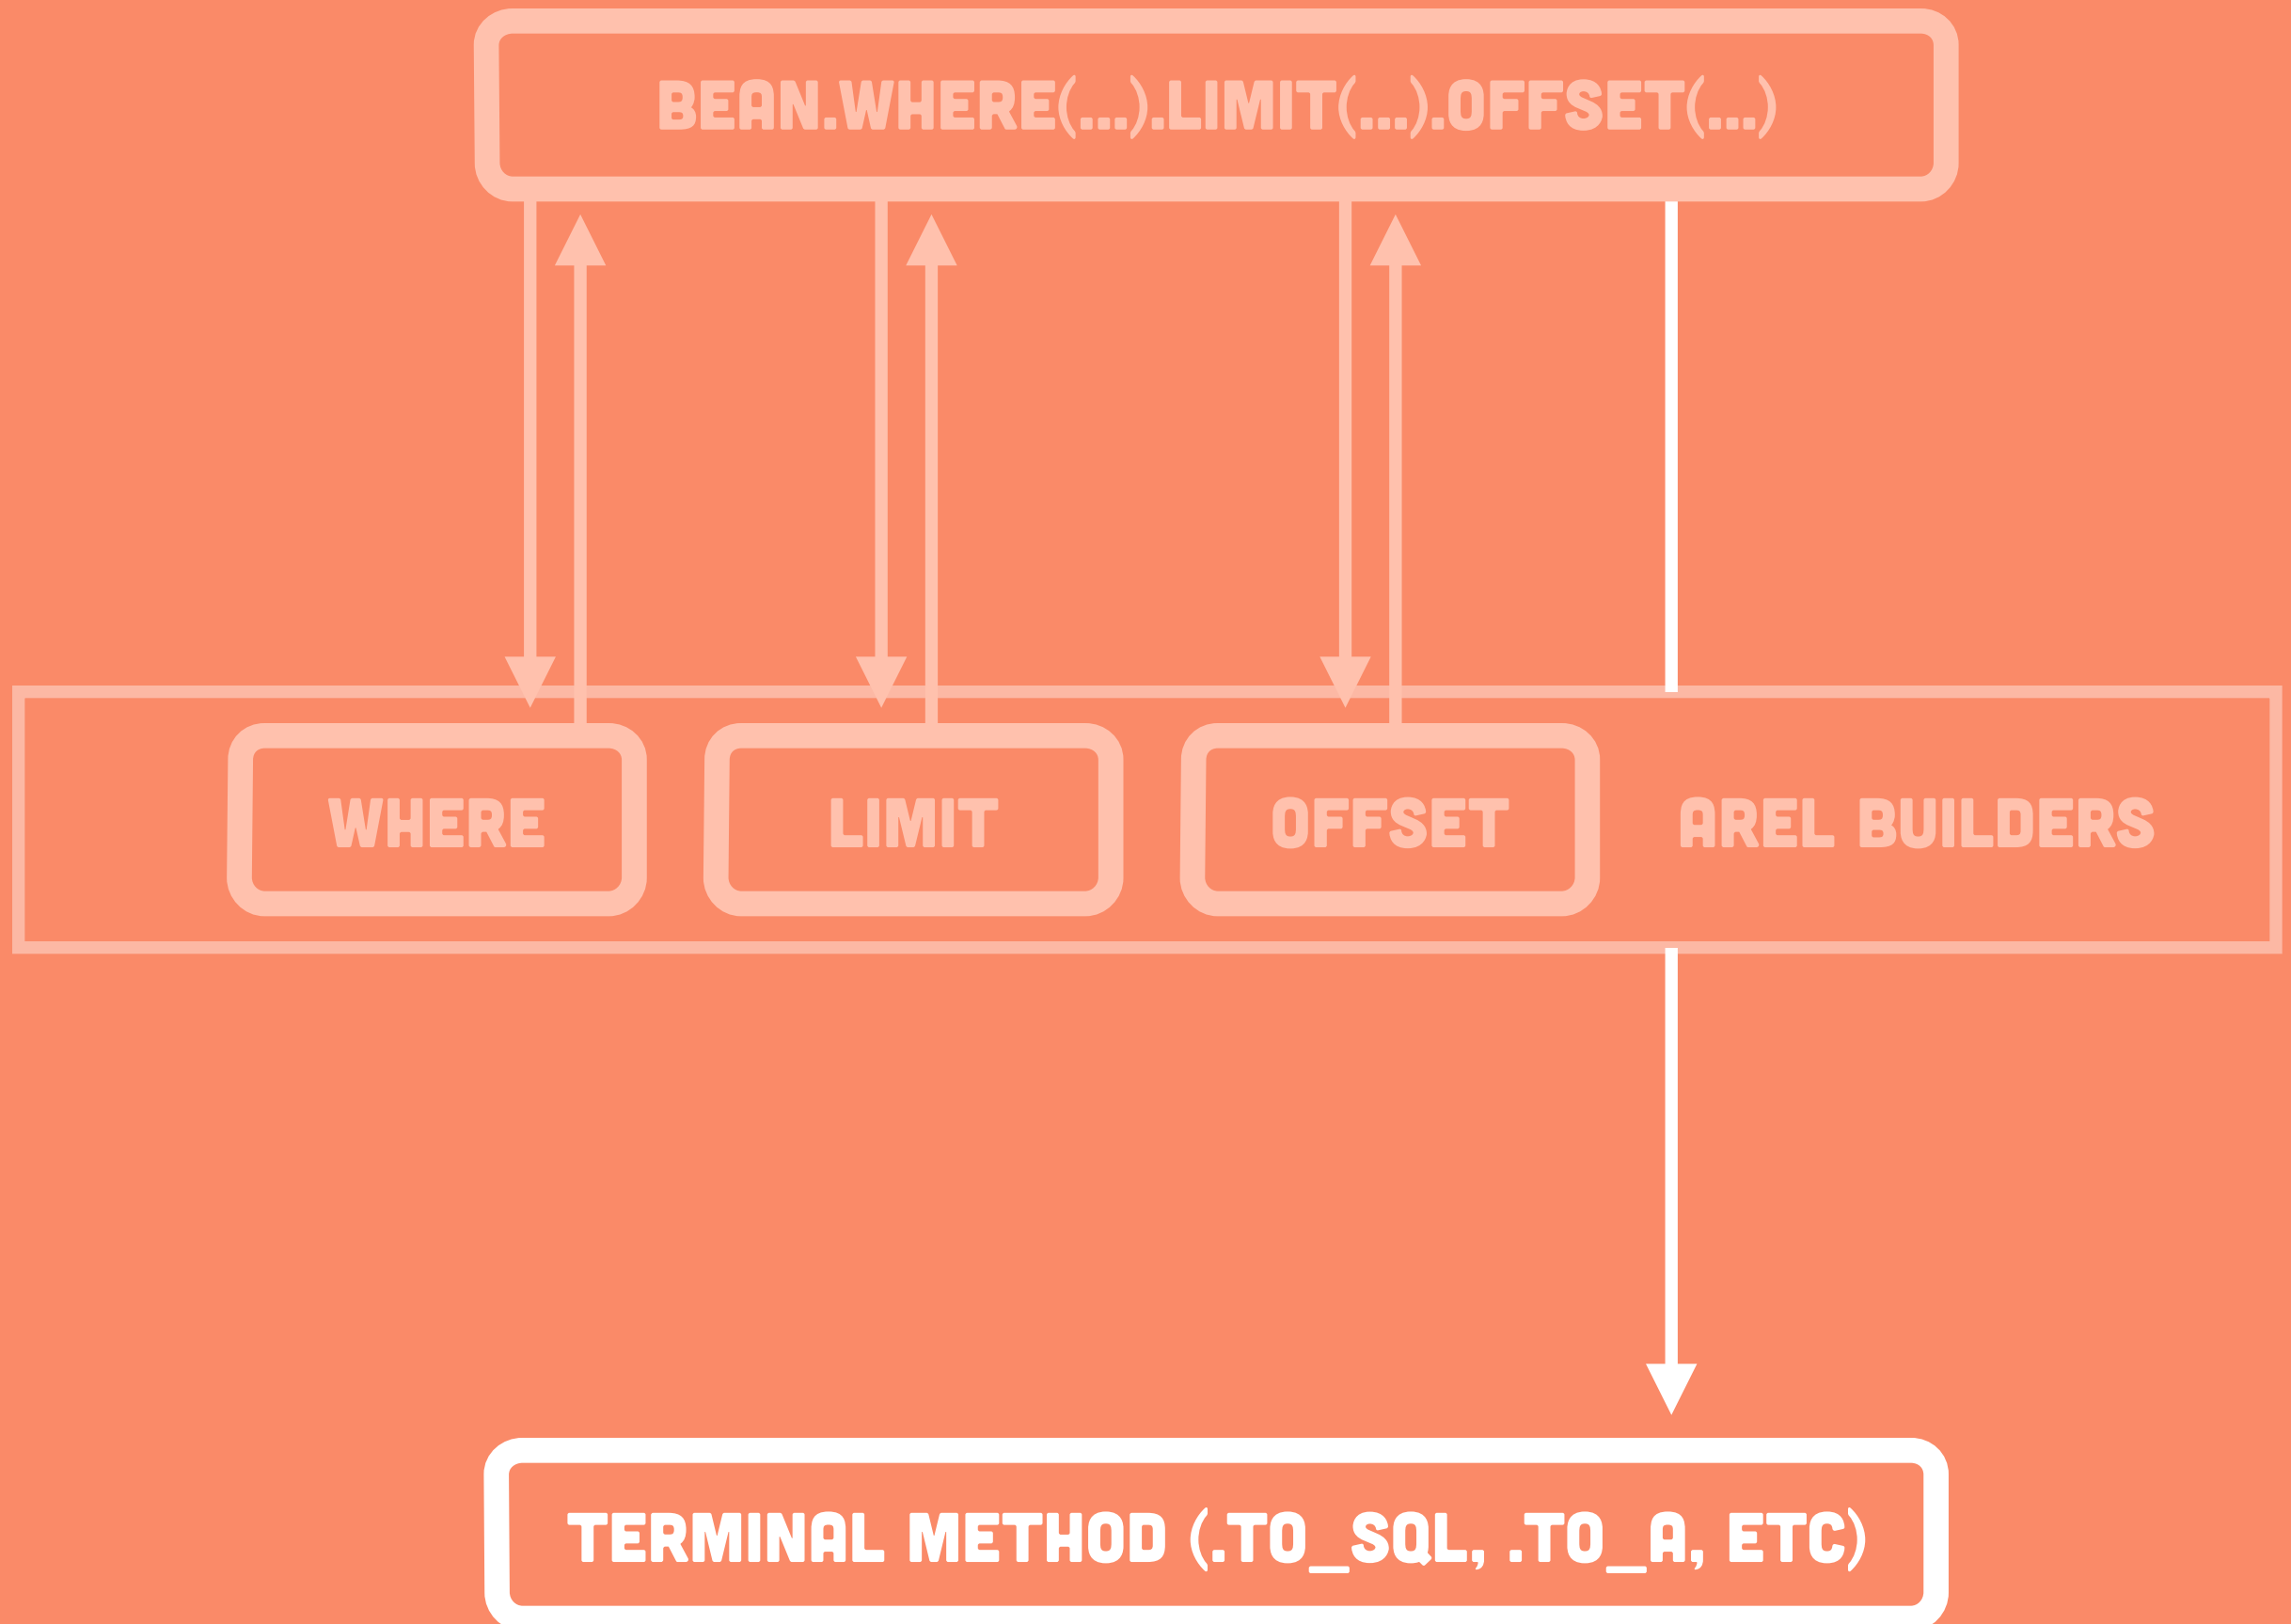 BEAN.WHERE(...).LIMIT(...).OFFSET(...)
WHERE LIMIT OFFSET AREL BUILDERS
TERMINAL METHOD (.TO_SQL, .TO_A, ETC)